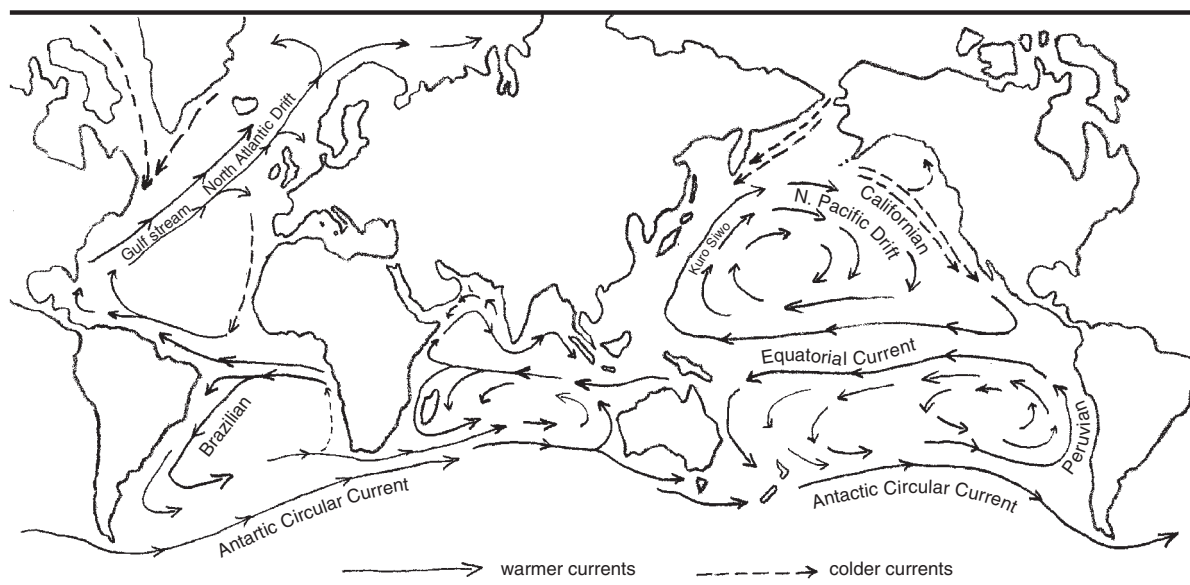 North Atlantic Drift
Gulf stream
Kuro Siwo
N. Pacific Drift
Californian
Equatorial Current
Brazilian
Peruvian
Antartic Circular Current
Antactic Circular Current
warmer currents
colder currents